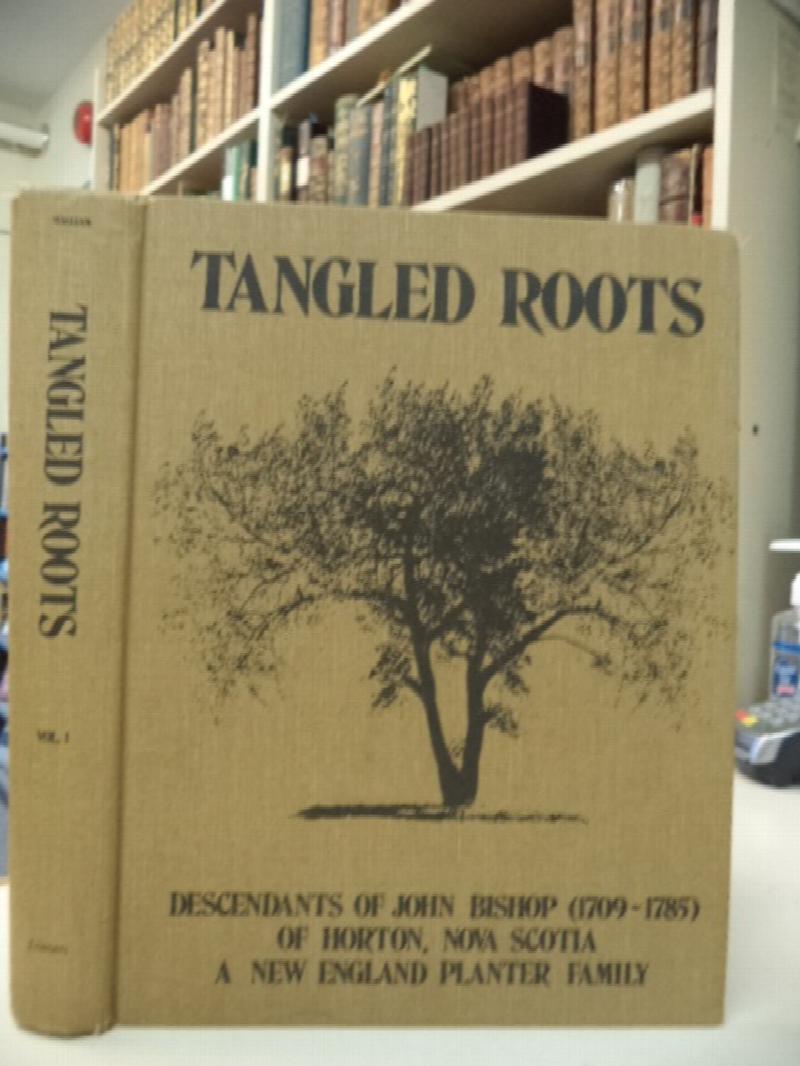 TANGLED ROOTS
VOL. 1
TANGLED ROOTS
DESCENDANTS OF JOHN BISHOP (1709-1785)
OF HORTON, NOVA SCOTIA
A NEW ENGLAND PLANTER FAMILY